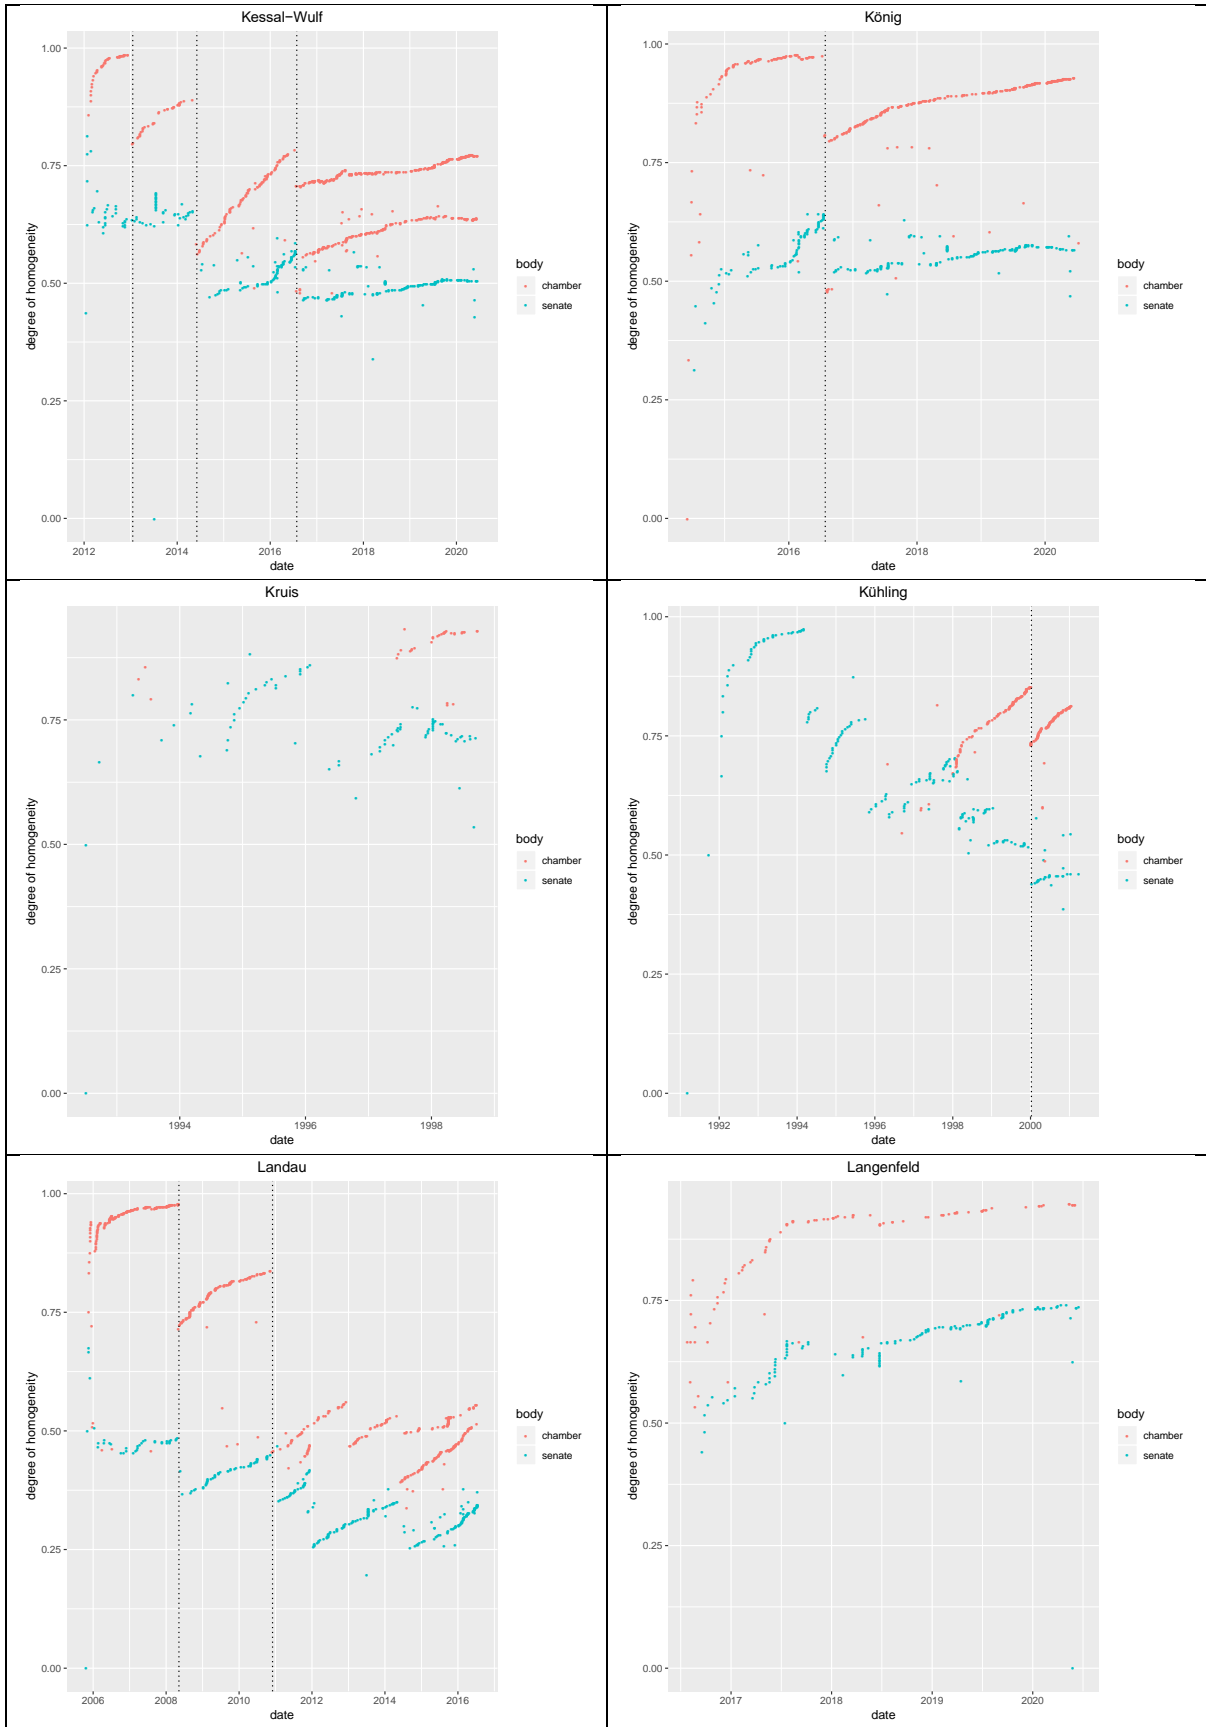 Kessal−Wulf
1.00
0.75
0.50
0.25
0.00
degree of homogeneity
2012
2014
2016
2018
2020
date
body
chamber
senate
König
1.00
0.75
0.50
0.25
0.00
degree of homogeneity
2016
2018
2020
date
body
chamber
senate
Kruis
0.75
0.50
0.25
0.00
degree of homogeneity
1994
1996
1998
date
body
chamber
senate
Kühling
1.00
0.75
0.50
0.25
0.00
degree of homogeneity
1992
1994
1996
1998
2000
date
body
chamber
senate
Landau
1.00
0.75
0.50
0.25
0.00
degree of homogeneity
2006
2008
2010
2012
2014
2016
date
body
chamber
senate
Langenfeld
0.75
0.50
0.25
0.00
degree of homogeneity
2017
2018
2019
2020
date
body
chamber
senate